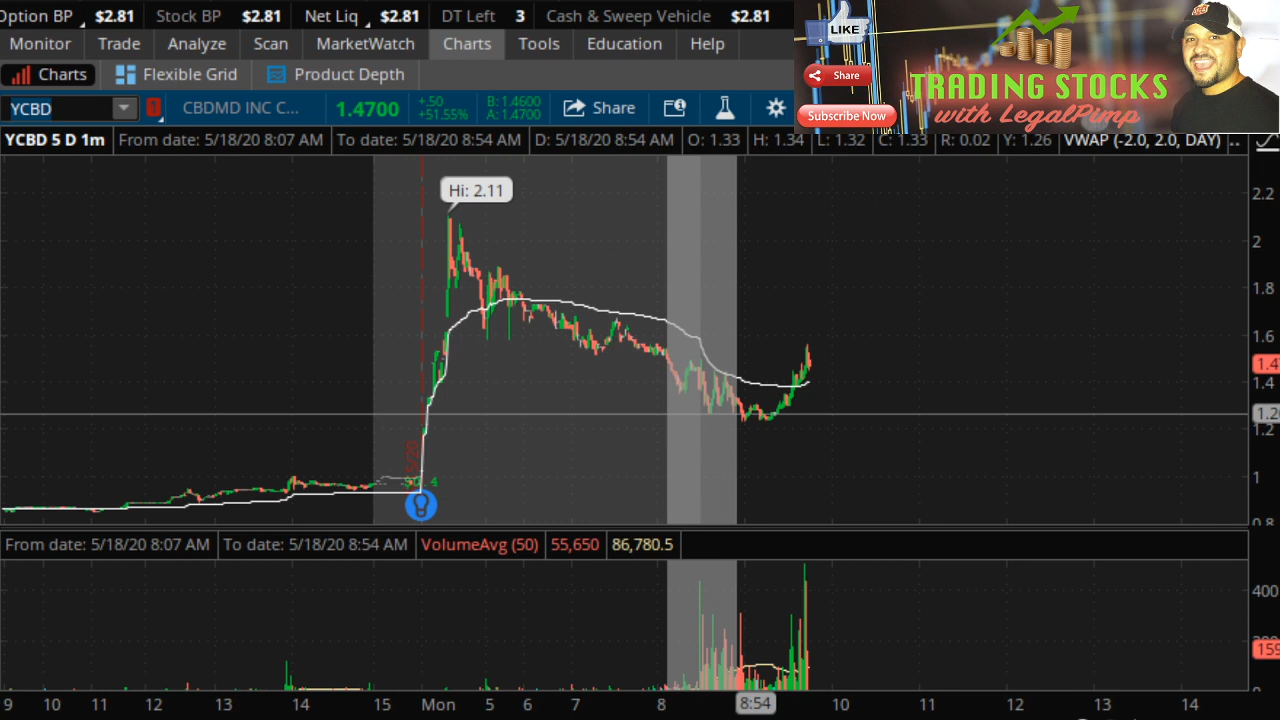 Option BP $2.81 Stock BP $2.81 Net Liq $2.81 DT Left 3 Cash & Sweep Vehicle $2.81
Monitor Trade Analyze Scan MarketWatch Charts Tools Education Help
Charts Flexible Grid Product Depth
LIKE
Share
Subscribe Now
TRADING STOCKS
with LegalPimp
YCBD 1 CBDMD INC C... 1.4700 +.50 +51.55% B: 1.4600 A: 1.4700 Share
YCBD 5 D 1m From date: 5/18/20 8:07 AM To date: 5/18/20 8:54 AM D: 5/18/20 8:54 AM O: 1.33 H: 1.34 L: 1.32 C: 1.33 R: 0.02 Y: 1.26 VWAP (-2.0, 2.0, DAY) ..
Hi: 2.11
2.2
2
1.8
1.6
1.4
1.4
1.2
1.2
1
0.8
From date: 5/18/20 8:07 AM To date: 5/18/20 8:54 AM VolumeAvg (50) 55,650 86,780.5
400
159
9 10 11 12 13 14 15 Mon 5 6 7 8 8:54 10 11 12 13 14